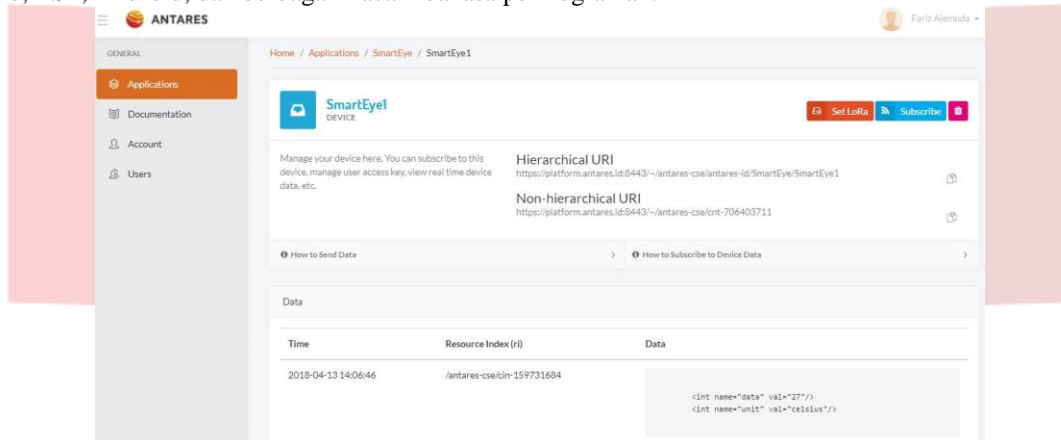 ANTARES
Fariz Alemuda
GENERAL
Applications
Documentation
Account
Users
Home / Applications / SmartEye / SmartEye1
SmartEye1
DEVICE
Set LoRa
Subscribe
Manage your device here. You can subscribe to this
device, manage user access key, view real time device
data, etc.
Hierarchical URI
https://platform.antares.id:8443/~/antares-cse/antares-id/SmartEye/SmartEye1
Non-hierarchical URI
https://platform.antares.id:8443/~/antares-cse/cnt-706403711
How to Send Data
How to Subscribe to Device Data
Data
Time Resource Index (ri) Data
2018-04-13 14:06:46 /antares-cse/cin-159731684
<int name="data" val="27"/>
<int name="unit" val="celsius"/>